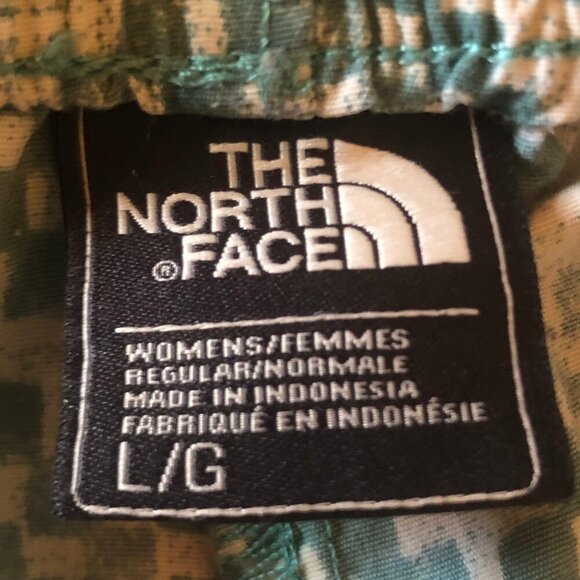 THE
NORTH
® FACE
WOMENS/FEMMES
REGULAR/NORMALE
MADE IN INDONESIA
FABRIQUÉ EN INDONÉSIE
L/G